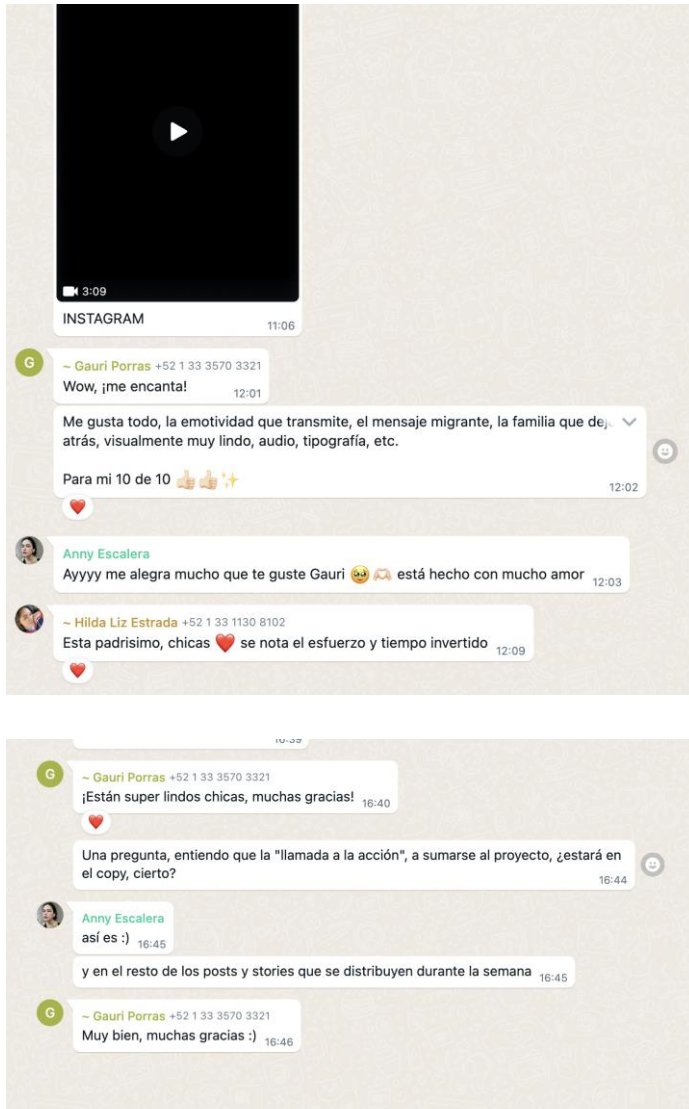 3:09
INSTAGRAM
11:06
G
~ Gauri Porras +52 1 33 3570 3321
Wow, ¡me encanta!
12:01
Me gusta todo, la emotividad que transmite, el mensaje migrante, la familia que dej
atrás, visualmente muy lindo, audio, tipografía, etc.
Para mi 10 de 10 👍🏻👍🏻✨
12:02
❤️
Anny Escalera
Ayyyy me alegra mucho que te guste Gauri 🥹🫶🏻 está hecho con mucho amor 12:03
~ Hilda Liz Estrada +52 1 33 1130 8102
Esta padrisimo, chicas ❤️ se nota el esfuerzo y tiempo invertido 12:09
❤️
16:39
G
~ Gauri Porras +52 1 33 3570 3321
¡Están super lindos chicas, muchas gracias! 16:40
❤️
Una pregunta, entiendo que la "llamada a la acción", a sumarse al proyecto, ¿estará en
el copy, cierto?
16:44
Anny Escalera
así es :) 16:45
y en el resto de los posts y stories que se distribuyen durante la semana 16:45
G
~ Gauri Porras +52 1 33 3570 3321
Muy bien, muchas gracias :) 16:46